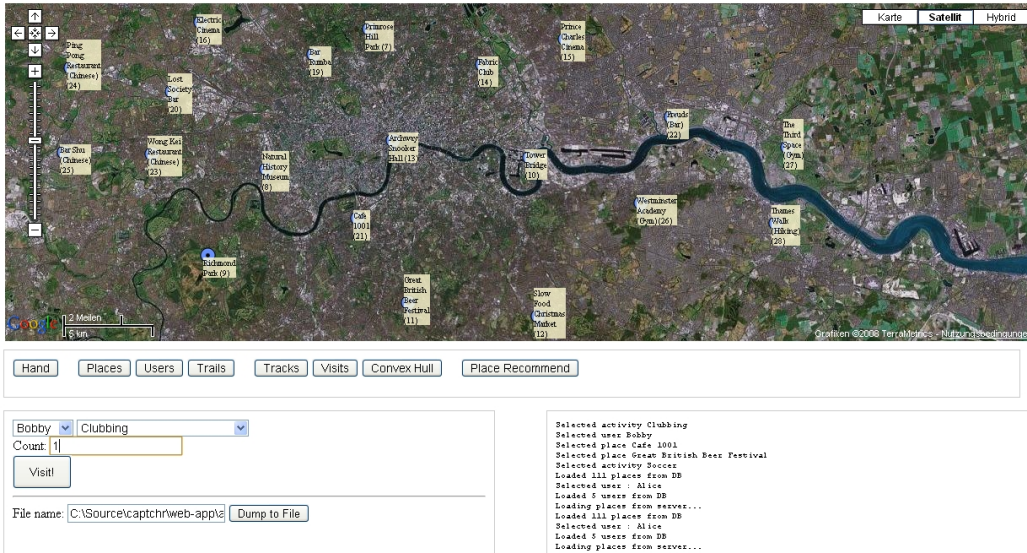 Karte Satellit Hybrid
Electric
Cinema
(16)
Primrose
Hill
Park (7)
Prince
Charles
Cinema
(15)
Ping
Pong
Restaurant
(Chinese)
(24)
Bar
Rumba
(19)
Fabric
Club
(14)
Lost
Society
Bar
(20)
Freuds
(Bar)
(22)
The
Third
Space
(Gym)
(27)
Bar Shu
(Chinese)
(25)
Wong Kei
Restaurant
(Chinese)
(23)
Archway
Snooker
Hall (13)
Natural
History
Museum
(8)
Tower
Bridge
(10)
Westminster
Academy
(Gym)(26)
Cafe
1001
(21)
Thames
Walk
(Hiking)
(28)
Richmond
Park (9)
Great
British
Beer
Festival
(11)
Slow
Food
Christmas
Market
(12)
Google
2 Meilen
5 km
Grafiken ©2008 TerraMetrics - Nutzungsbedingunge
Hand Places Users Trails Tracks Visits Convex Hull Place Recommend
Bobby Clubbing
Count: 1
Visit!
File name: C:\Source\captchr\web-app\a Dump to File
Selected activity Clubbing
Selected user Bobby
Selected place Cafe 1001
Selected place Great British Beer Festival
Selected activity Soccer
Loaded 111 places from DB
Selected user : Alice
Loaded 5 users from DB
Loading places from server...
Loaded 111 places from DB
Selected user : Alice
Loaded 5 users from DB
Loading places from server...